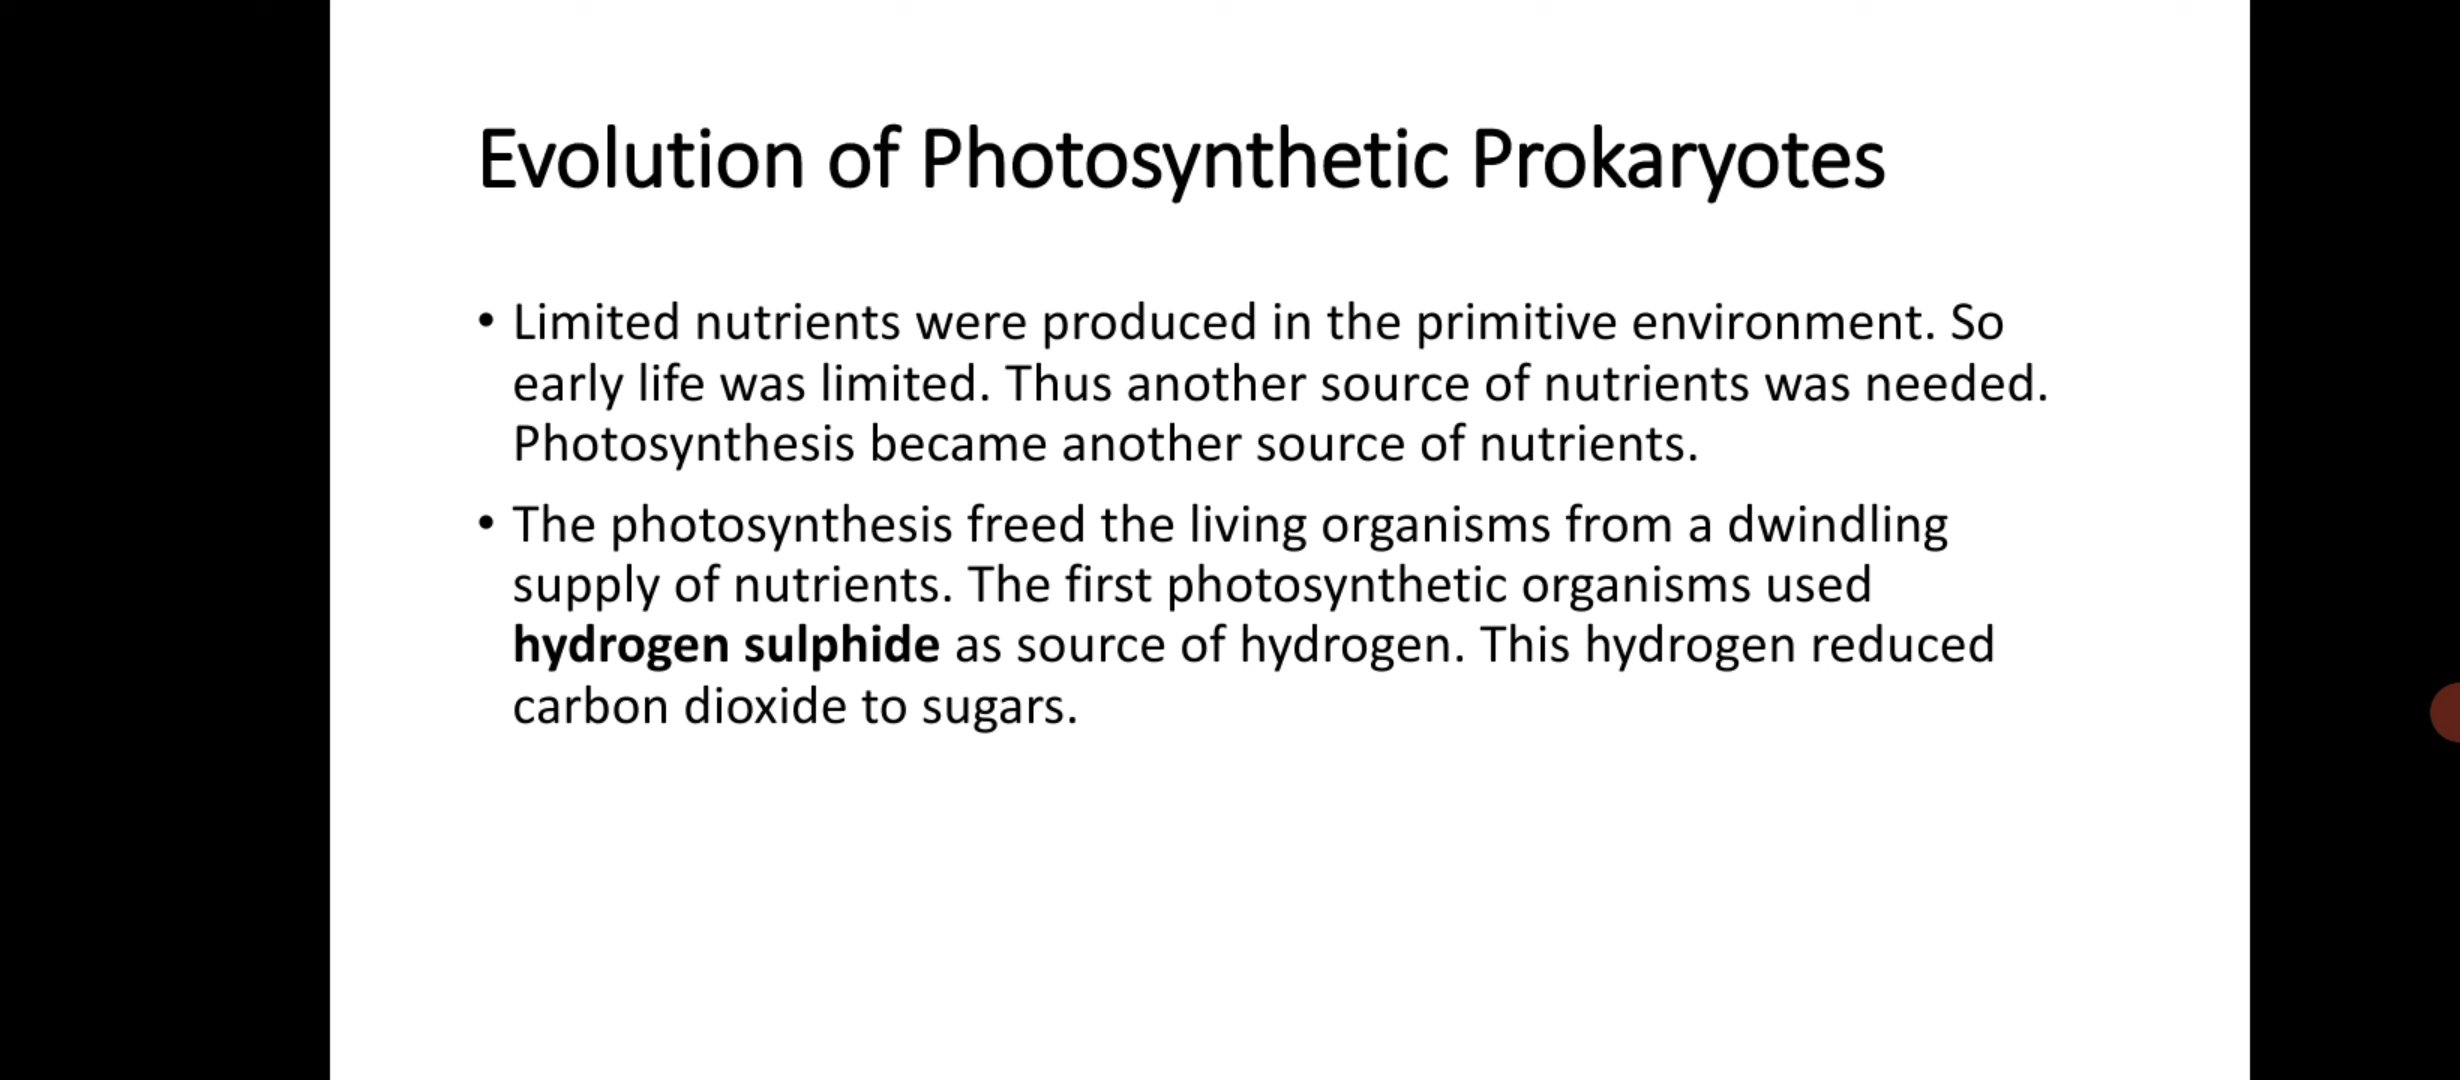 Evolution of Photosynthetic Prokaryotes
• Limited nutrients were produced in the primitive environment. So
early life was limited. Thus another source of nutrients was needed.
Photosynthesis became another source of nutrients.
• The photosynthesis freed the living organisms from a dwindling
supply of nutrients. The first photosynthetic organisms used
hydrogen sulphide as source of hydrogen. This hydrogen reduced
carbon dioxide to sugars.